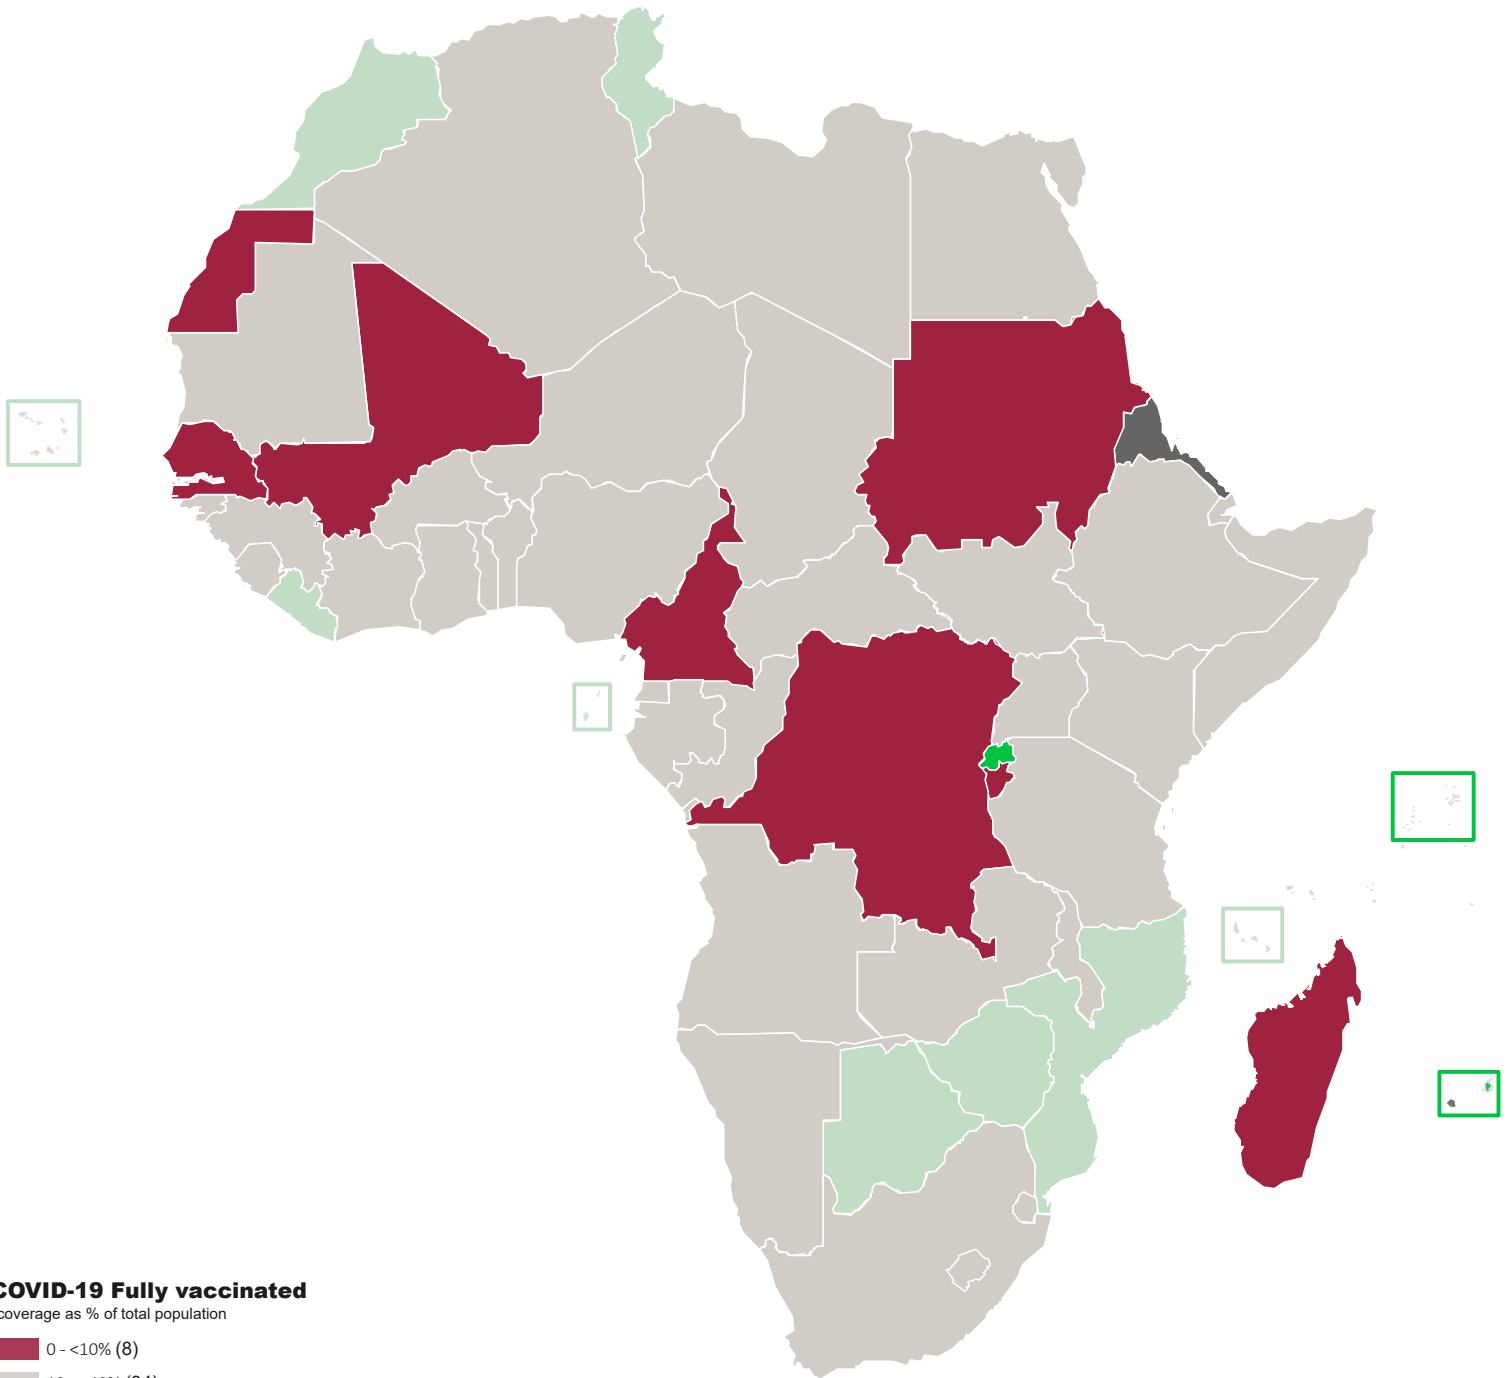 COVID-19 Fully vaccinated
coverage as % of total population
0 - <10% (8)